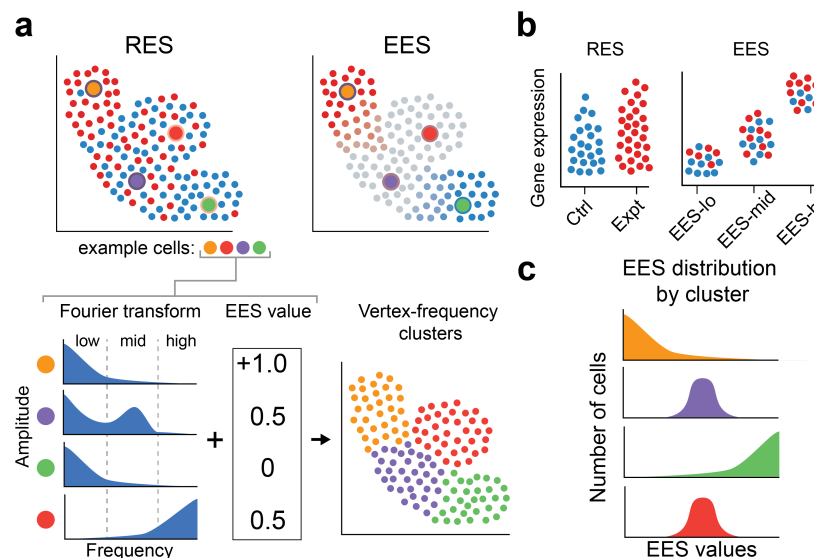 a
RES
EES
example cells:
Fourier transform
EES value
low
mid
high
Amplitude
Frequency
+
+1.0
0.5
0
0.5
Vertex-frequency
clusters
b
RES
EES
Gene expression
Ctrl
Expt
EES-lo
EES-mid
c
EES distribution
by cluster
Number of cells
EES values